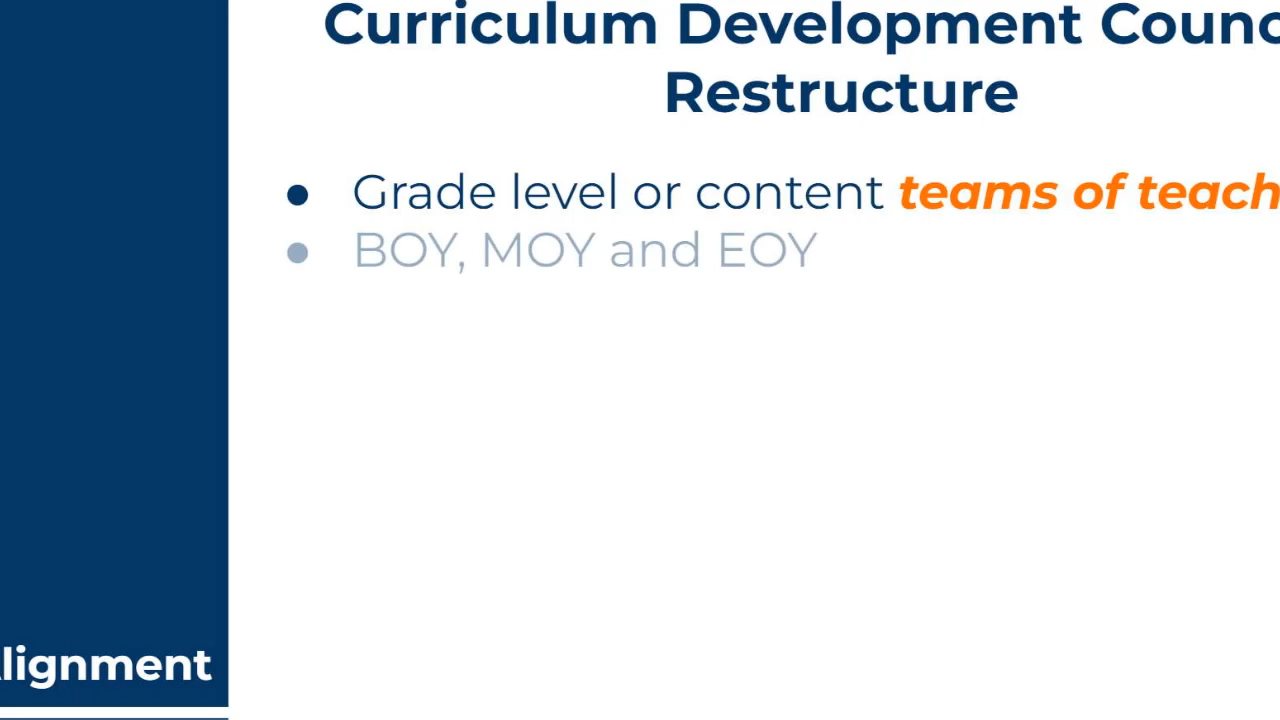 Curriculum Development Counc
Restructure
● Grade level or content teams of teach
● BOY, MOY and EOY
lignment